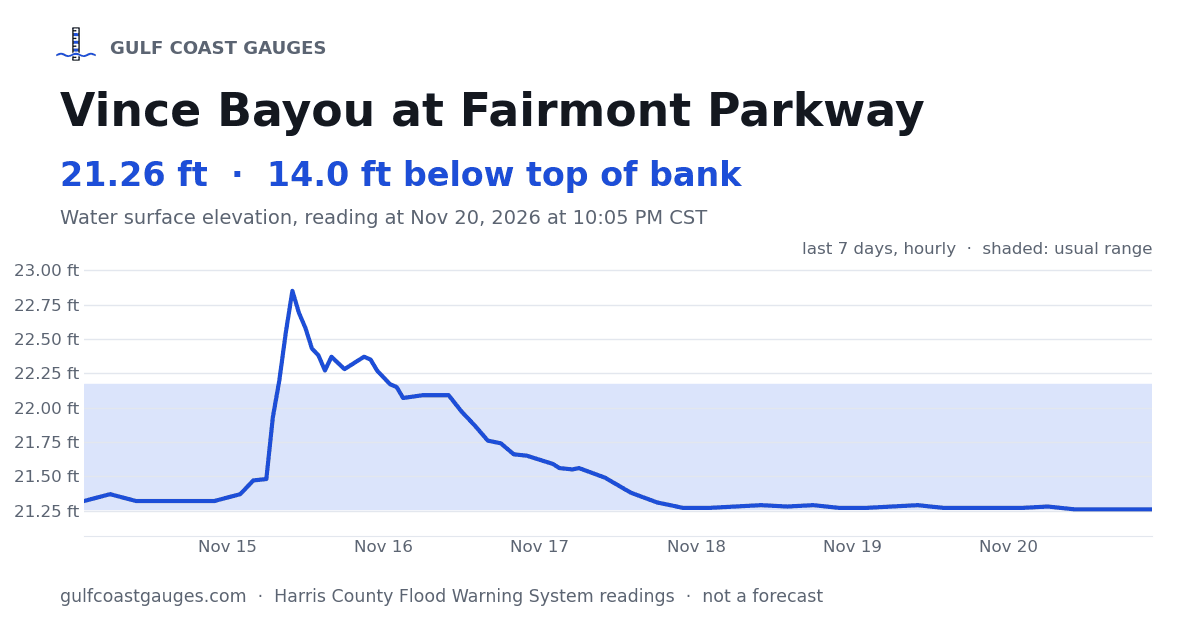 GULF COAST GAUGES
Vince Bayou at Fairmont Parkway
21.26 ft · 14.0 ft below top of bank
Water surface elevation, reading at Nov 20, 2026 at 10:05 PM CST
last 7 days, hourly · shaded: usual range
23.00 ft
22.75 ft
22.50 ft
22.25 ft
22.00 ft
21.75 ft
21.50 ft
21.25 ft
Nov 15 Nov 16 Nov 17 Nov 18 Nov 19 Nov 20
gulfcoastgauges.com · Harris County Flood Warning System readings · not a forecast